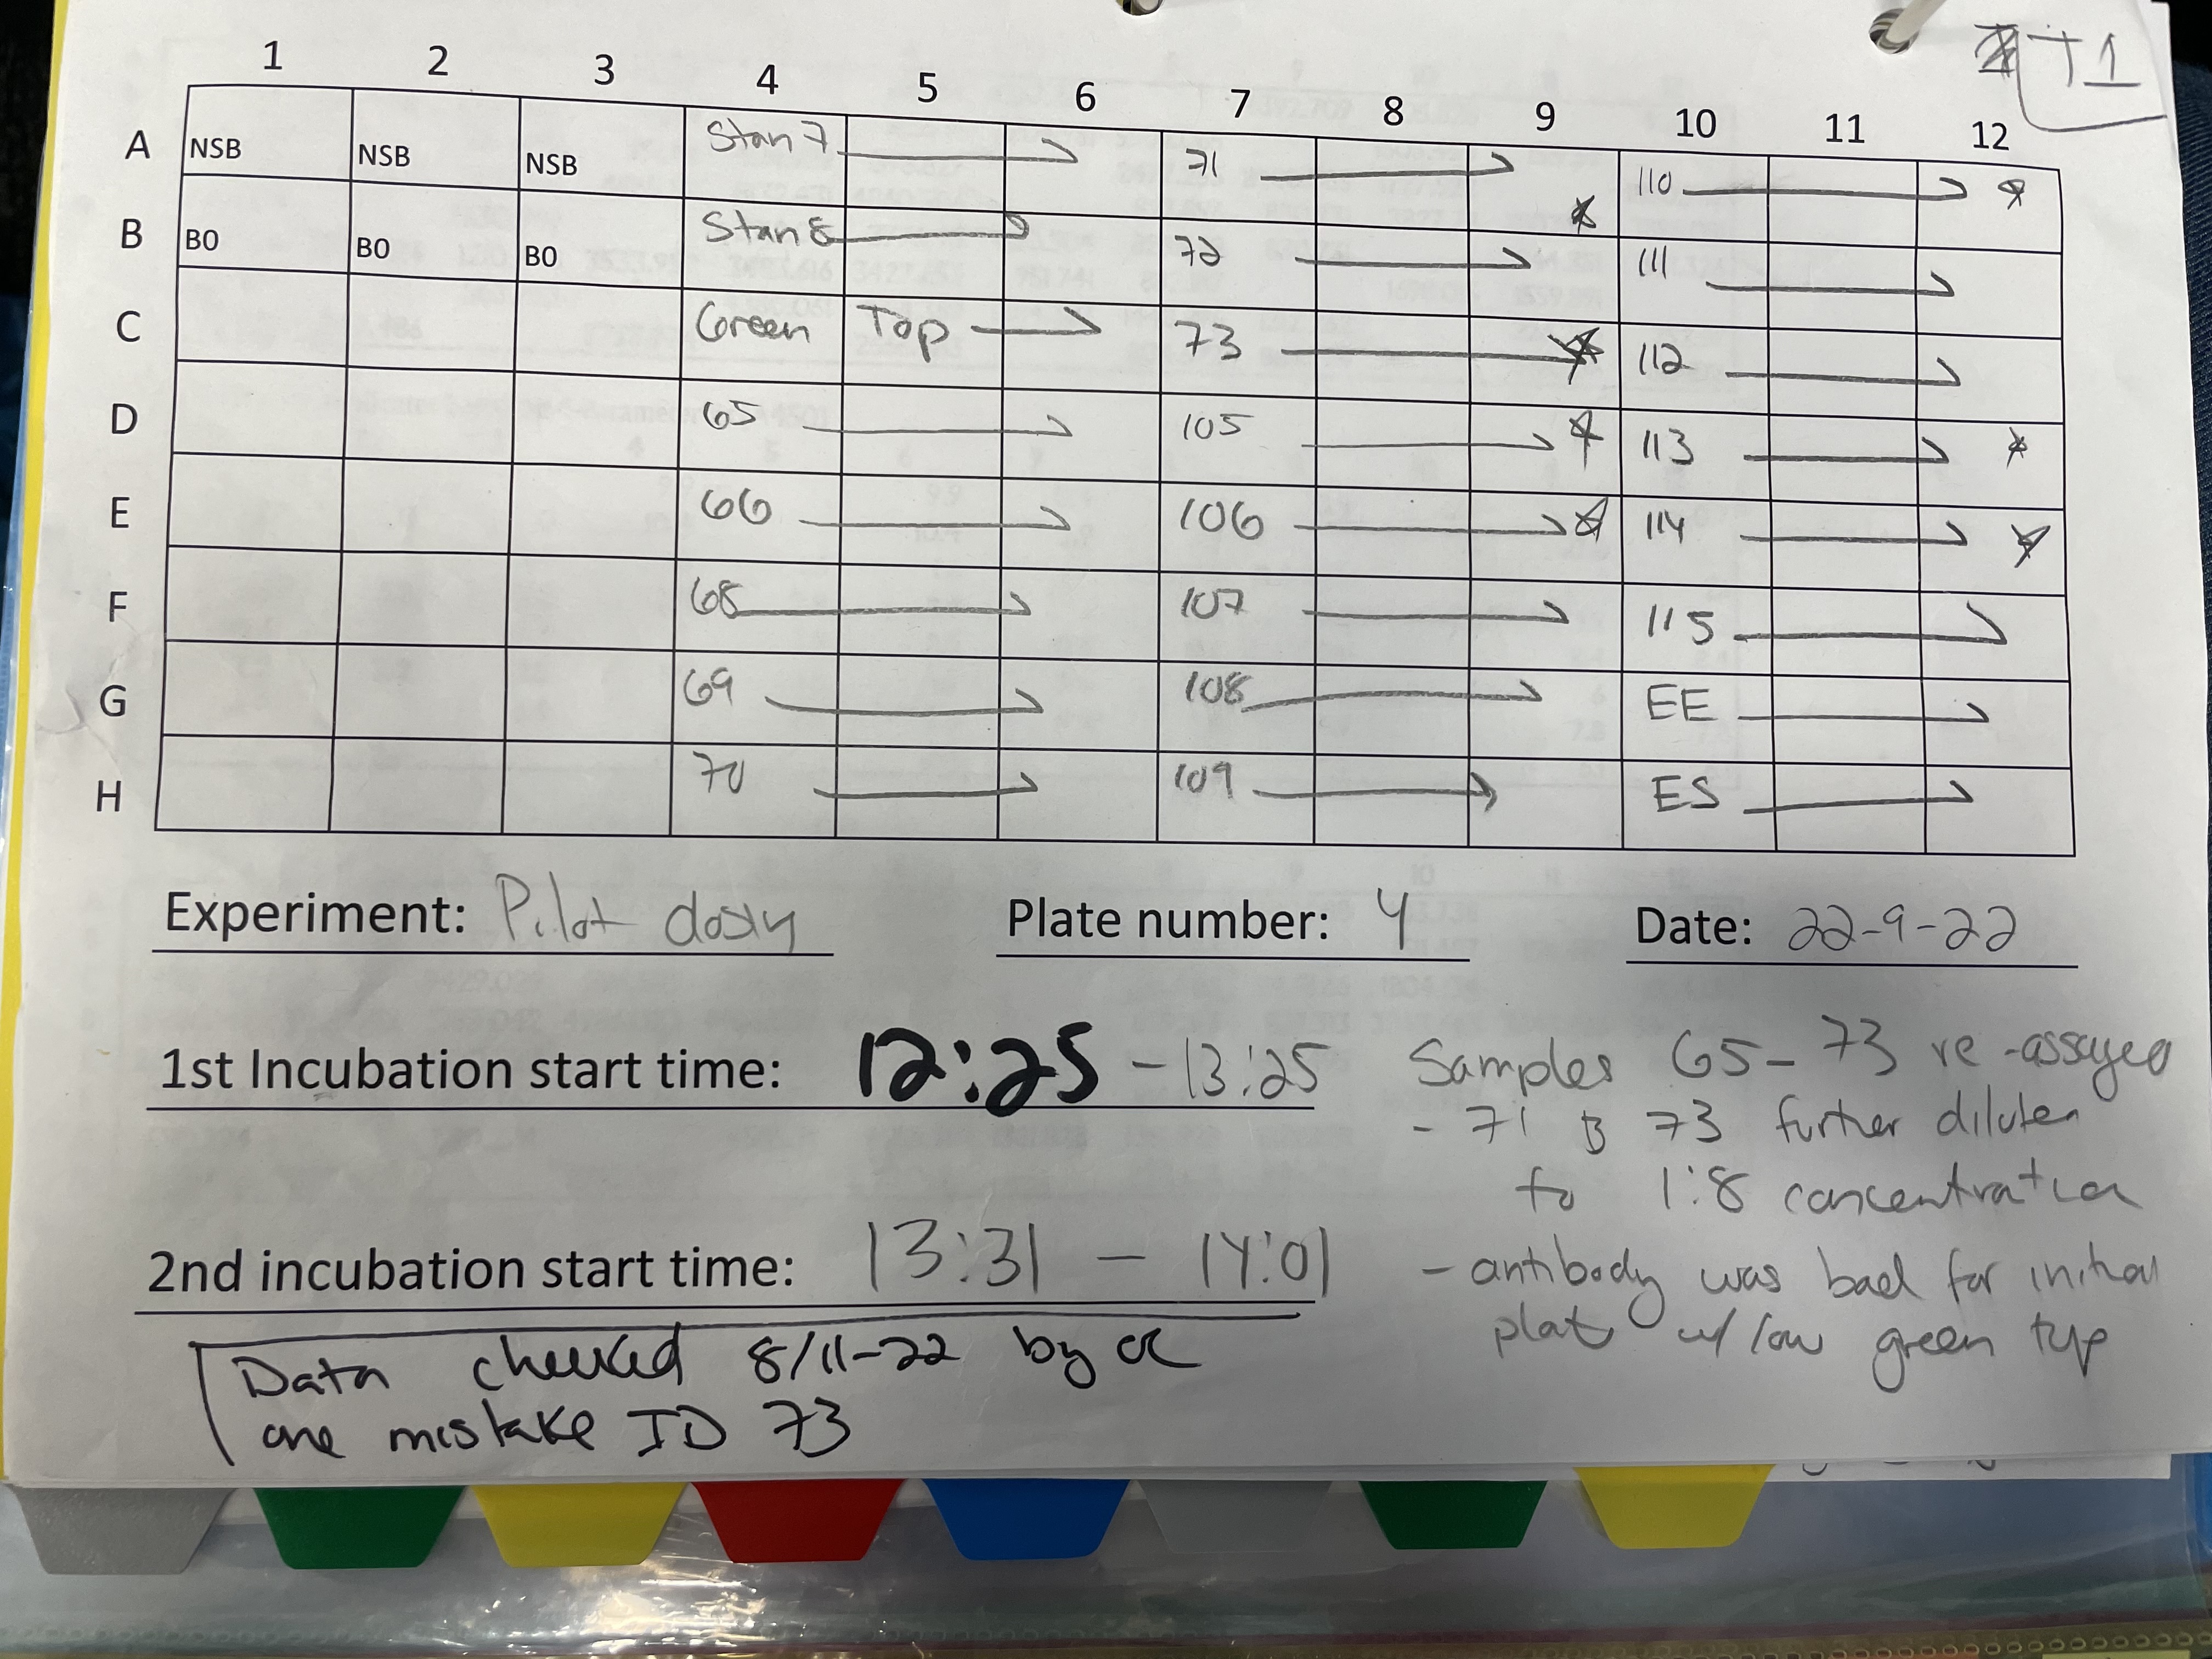 T1
1 2 3 4 5 6 7 8 9 10 11 12
A NSB NSB NSB Stan 7 71 110 *
B B0 B0 B0 Stan 8 72 * 111
C Green Top 73 * 112
D 65 105 * 113 *
E 66 106 * 114 *
F 68 107 115
G 69 108 EE
H 70 109 ES
Experiment: Pilot Plate number: 4 Date: 22-9-22
1st Incubation start time: 12:25 - 13:25
Samples 65-73 re-assayed
- 71 & 73 further diluted
to 1:8 concentration
2nd incubation start time: 13:31 - 14:01
- antibody was bad for initial
plate w/ low green top
Data checked 8/11-22 by
one mistake ID 73